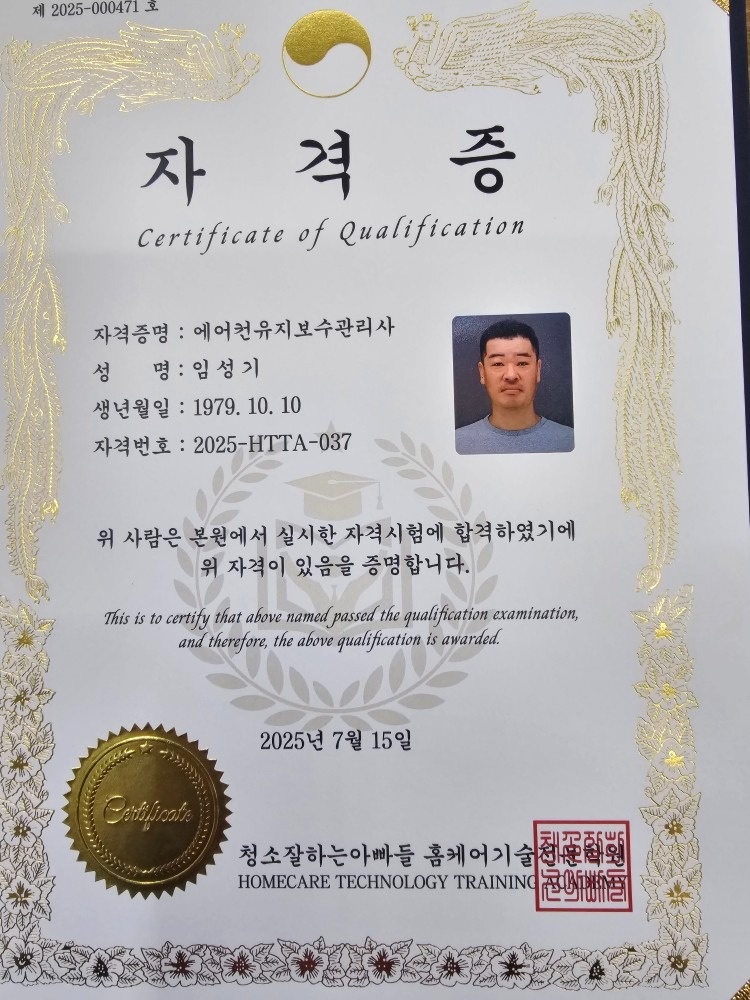 제 2025-000471 호
자 격 증
Certificate of Qualification
자격증명 : 에어컨유지보수관리사
성 명 : 임 성 기
생년월일 : 1979. 10. 10
자격번호 : 2025-HTTA-037
위 사람은 본원에서 실시한 자격시험에 합격하였기에
위 자격이 있음을 증명합니다.
This is to certify that above named passed the qualification examination,
and therefore, the above qualification is awarded.
2025년 7월 15일
Certificate
청소잘하는아빠들 홈케어기술전문학원
HOMECARE TECHNOLOGY TRAINING ACADEMY